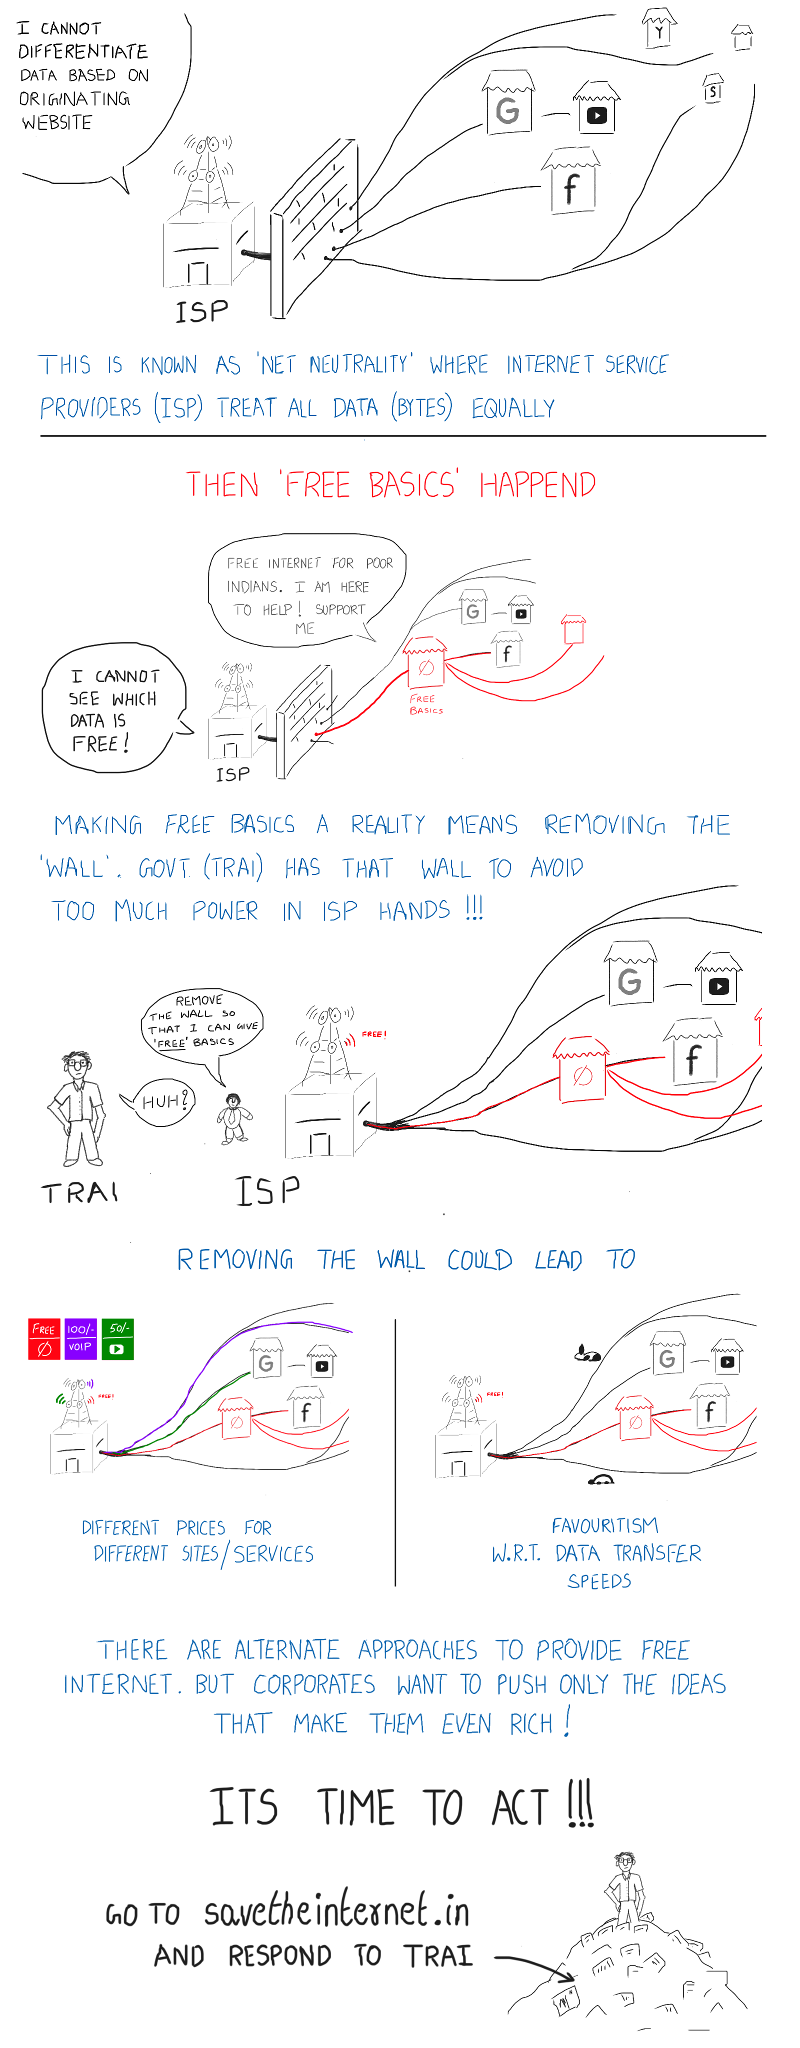 I CANNOT
DIFFERENTIATE
DATA BASED ON
ORIGINATING
WEBSITE
Y
S
G
f
ISP
THIS IS KNOWN AS 'NET NEUTRALITY' WHERE INTERNET SERVICE
PROVIDERS (ISP) TREAT ALL DATA (BYTES) EQUALLY
THEN 'FREE BASICS' HAPPEND
FREE INTERNET FOR POOR
INDIANS. I AM HERE
TO HELP! SUPPORT
ME
G
f
I CANNOT
SEE WHICH
DATA IS
FREE!
FREE
BASICS
ISP
MAKING FREE BASICS A REALITY MEANS REMOVING THE
'WALL'. GOVT. (TRAI) HAS THAT WALL TO AVOID
TOO MUCH POWER IN ISP HANDS !!!
G
REMOVE
THE WALL SO
THAT I CAN GIVE
'FREE' BASICS
FREE!
f
HUH?
TRAI
ISP
REMOVING THE WALL COULD LEAD TO
FREE 100/- 50/-
VOIP
G
G
FREE!
f
FREE!
f
DIFFERENT PRICES FOR
DIFFERENT SITES/SERVICES
FAVOURITISM
W.R.T. DATA TRANSFER
SPEEDS
THERE ARE ALTERNATE APPROACHES TO PROVIDE FREE
INTERNET. BUT CORPORATES WANT TO PUSH ONLY THE IDEAS
THAT MAKE THEM EVEN RICH!
ITS TIME TO ACT !!!
GO TO savetheinternet.in
AND RESPOND TO TRAI